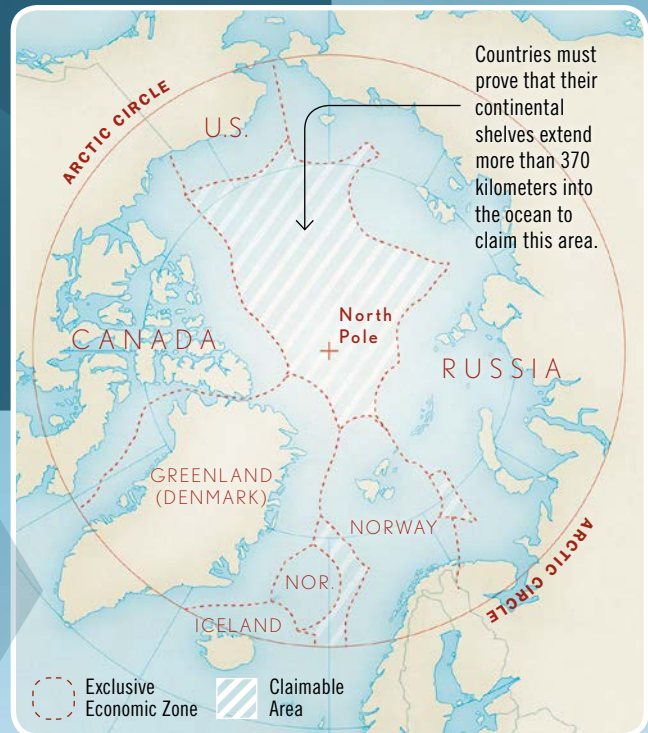 Countries must
prove that their
continental
shelves extend
more than 370
kilometers into
the ocean to
claim this area.
ARCTIC CIRCLE
U.S.
North
Pole
CANADA
RUSSIA
GREENLAND
(DENMARK)
NORWAY
NOR.
ICELAND
ARCTIC CIRCLE
Exclusive
Economic Zone
Claimable
Area